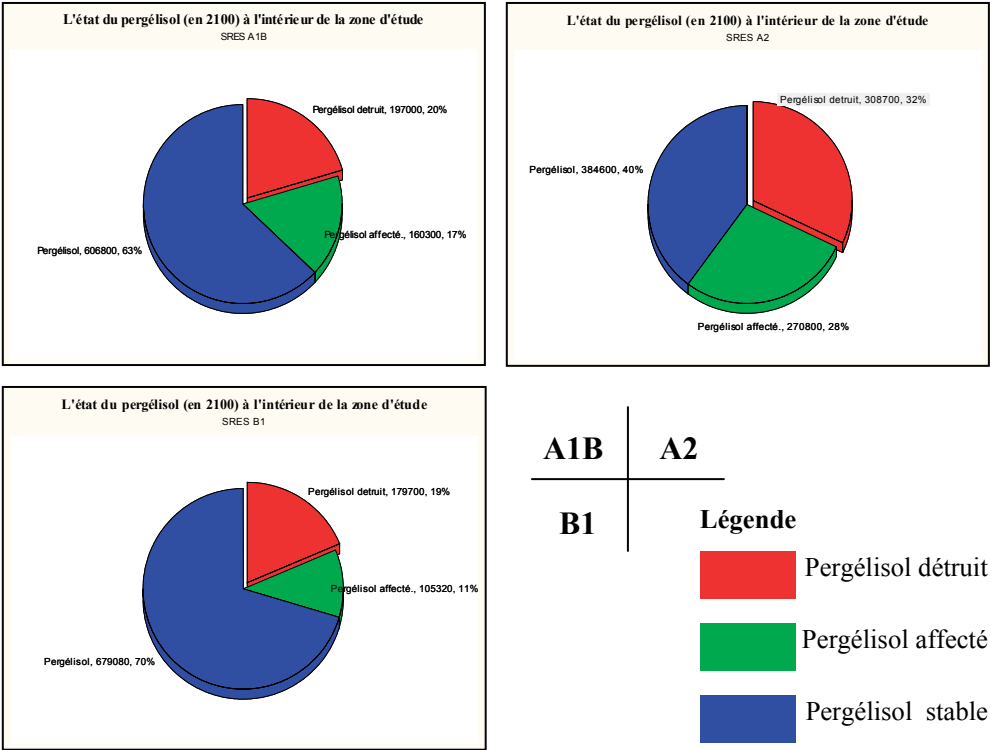 L'état du pergélisol (en 2100) à l'intérieur de la zone d'étude
SRES A1B
Pergélisol detruit, 197000, 20%
Pergélisol affecté., 160300, 17%
Pergélisol, 606800, 63%
L'état du pergélisol (en 2100) à l'intérieur de la zone d'étude
SRES A2
Pergélisol detruit, 308700, 32%
Pergélisol, 384600, 40%
Pergélisol affecté., 270800, 28%
L'état du pergélisol (en 2100) à l'intérieur de la zone d'étude
SRES B1
Pergélisol detruit, 179700, 19%
Pergélisol affecté., 105320, 11%
Pergélisol, 679080, 70%
A1B A2
B1
Légende
Pergélisol détruit
Pergélisol affecté
Pergélisol stable